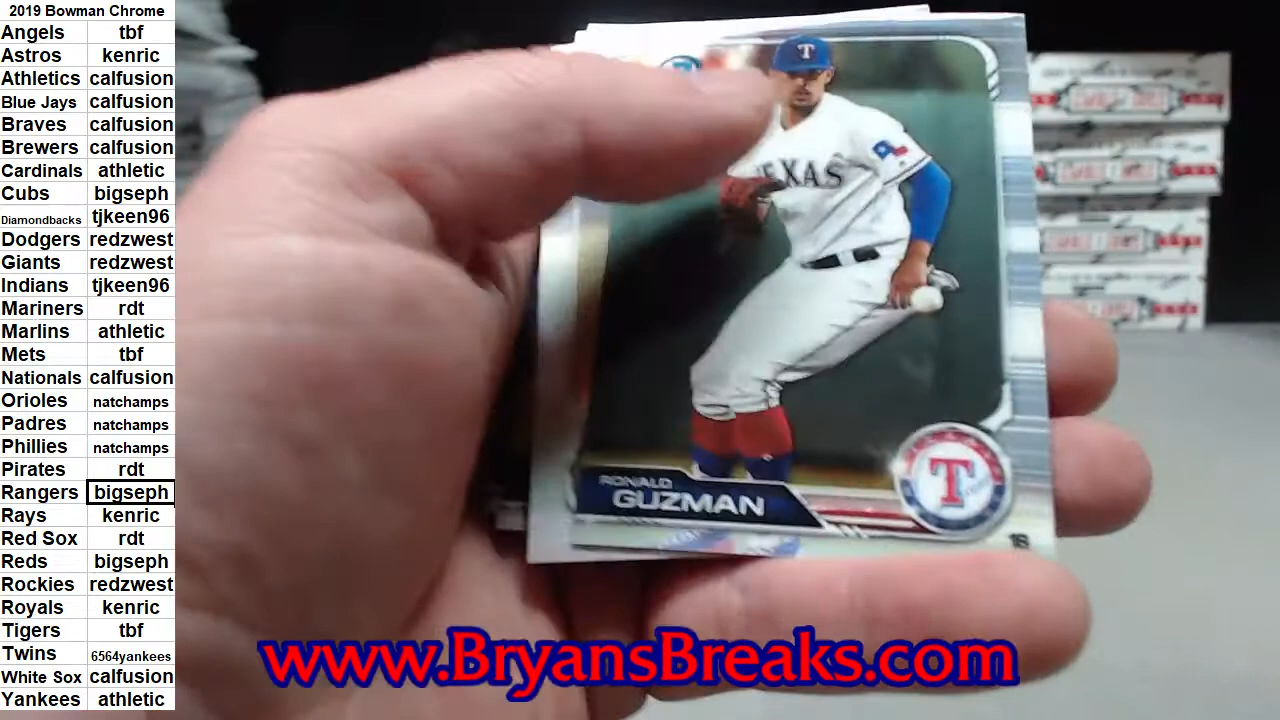 2019 Bowman Chrome
Angels tbf
Astros kenric
Athletics calfusion
Blue Jays calfusion
Braves calfusion
Brewers calfusion
Cardinals athletic
Cubs bigseph
Diamondbacks tjkeen96
Dodgers redzwest
Giants redzwest
Indians tjkeen96
Mariners rdt
Marlins athletic
Mets tbf
Nationals calfusion
Orioles natchamps
Padres natchamps
Phillies natchamps
Pirates rdt
Rangers bigseph
Rays kenric
Red Sox rdt
Reds bigseph
Rockies redzwest
Royals kenric
Tigers tbf
Twins 6564yankees
White Sox calfusion
Yankees athletic
T
EXAS
RONALD
GUZMAN
T
www.BryansBreaks.com